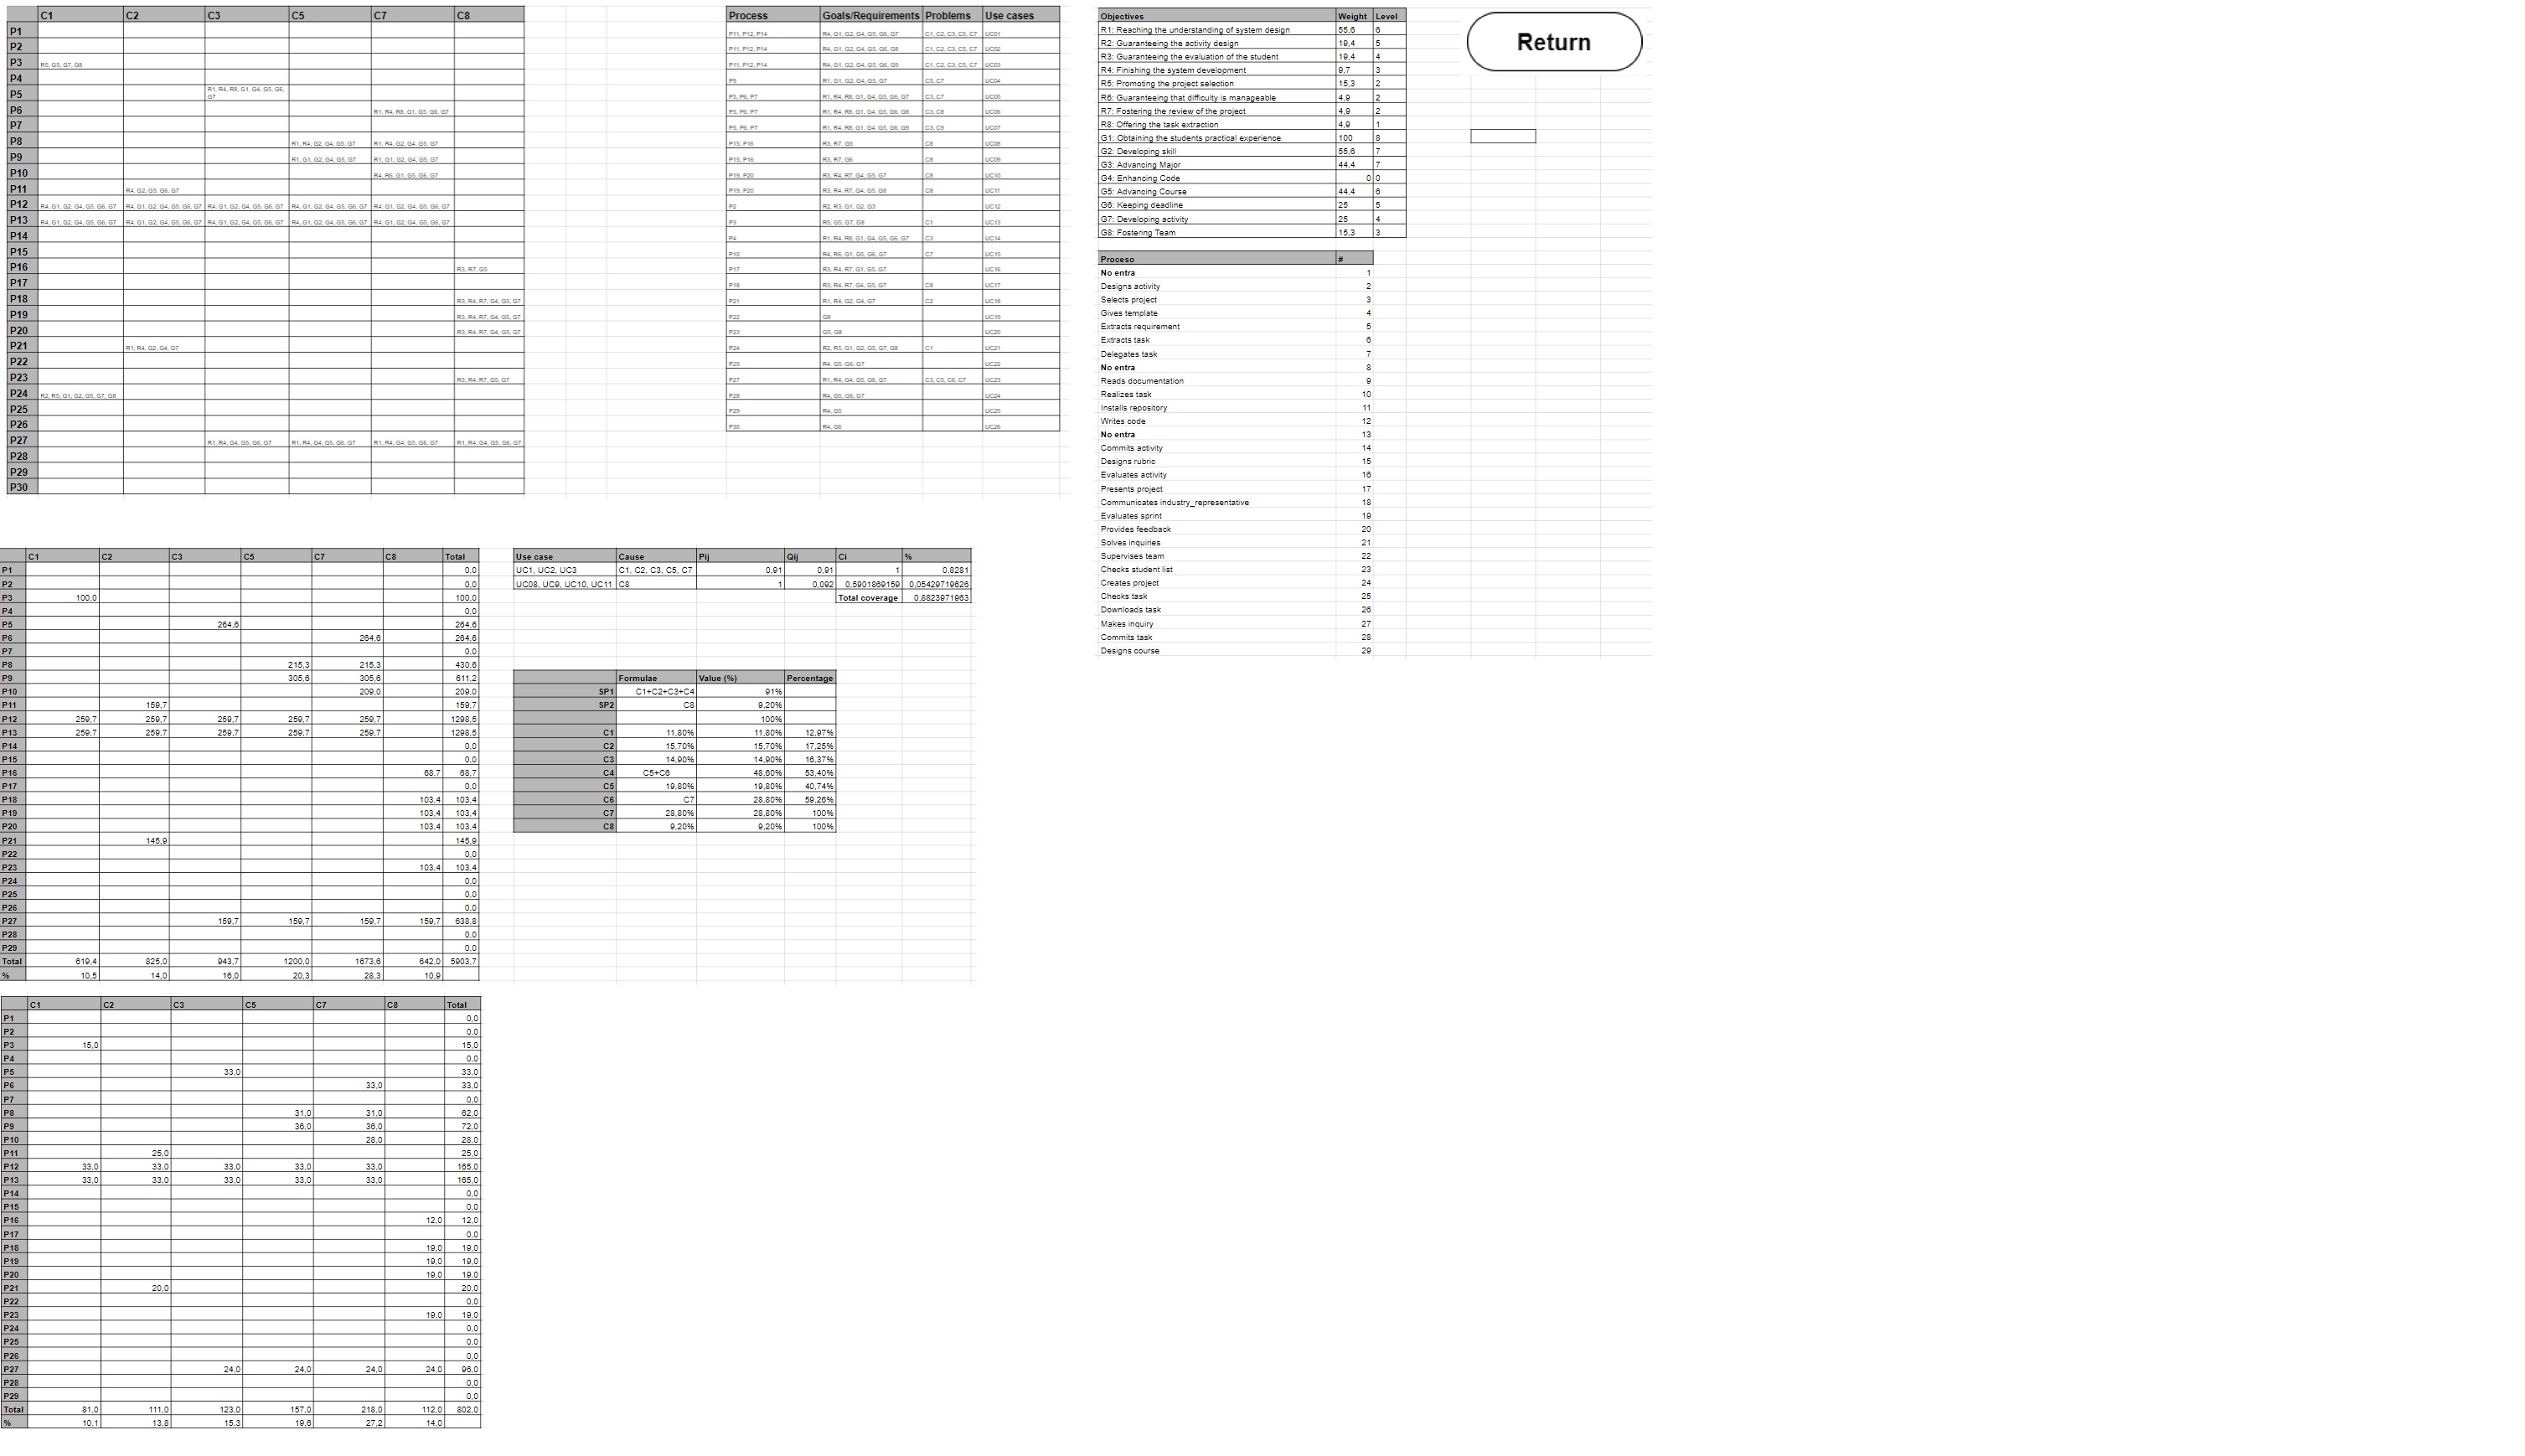 C1 C2 C3 C5 C7 C8
P1
P2
P3 R5, G5, G7, G8
P4
P5 R1, R4, R8, G1, G4, G5, G6, G7
P6 R1, R4, R8, G1, G5, G6, G7
P7
P8 R1, R4, G2, G4, G5, G7 R1, R4, G2, G4, G5, G7
P9 R1, G1, G2, G4, G5, G7 R1, G1, G2, G4, G5, G7
P10 R4, R6, G1, G5, G6, G7
P11 R4, G2, G5, G6, G7
P12 R4, G1, G2, G4, G5, G6, G7 R4, G1, G2, G4, G5, G6, G7 R4, G1, G2, G4, G5, G6, G7 R4, G1, G2, G4, G5, G6, G7 R4, G1, G2, G4, G5, G6, G7
P13 R4, G1, G2, G4, G5, G6, G7 R4, G1, G2, G4, G5, G6, G7 R4, G1, G2, G4, G5, G6, G7 R4, G1, G2, G4, G5, G6, G7 R4, G1, G2, G4, G5, G6, G7
P14
P15
P16 R3, R7, G5
P17
P18 R3, R4, R7, G4, G5, G7
P19 R3, R4, R7, G4, G5, G7
P20 R3, R4, R7, G4, G5, G7
P21 R1, R4, G2, G4, G7
P22
P23 R3, R4, R7, G5, G7
P24 R2, R5, G1, G2, G5, G7, G8
P25
P26
P27 R1, R4, G4, G5, G6, G7 R1, R4, G4, G5, G6, G7 R1, R4, G4, G5, G6, G7 R1, R4, G4, G5, G6, G7
P28
P29
P30
Process Goals/Requirements Problems Use cases
P11, P12, P14 R4, G1, G2, G4, G5, G6, G7 C1, C2, C3, C5, C7 UC01
P11, P12, P14 R4, G1, G2, G4, G5, G6, G8 C1, C2, C3, C5, C7 UC02
P11, P12, P14 R4, G1, G2, G4, G5, G6, G9 C1, C2, C3, C5, C7 UC03
P9 R1, G1, G2, G4, G5, G7 C5, C7 UC04
P5, P6, P7 R1, R4, R8, G1, G4, G5, G6, G7 C3, C7 UC05
P5, P6, P7 R1, R4, R8, G1, G4, G5, G6, G8 C3, C8 UC06
P5, P6, P7 R1, R4, R8, G1, G4, G5, G6, G9 C3, C9 UC07
P15, P16 R3, R7, G5 C8 UC08
P15, P16 R3, R7, G6 C8 UC09
P19, P20 R3, R4, R7, G4, G5, G7 C8 UC10
P19, P20 R3, R4, R7, G4, G5, G8 C8 UC11
P2 R2, R3, G1, G2, G3 UC12
P3 R5, G5, G7, G8 C1 UC13
P4 R1, R4, R8, G1, G4, G5, G6, G7 C3 UC14
P10 R4, R6, G1, G5, G6, G7 C7 UC15
P17 R3, R4, R7, G1, G5, G7 UC16
P18 R3, R4, R7, G4, G5, G7 C8 UC17
P21 R1, R4, G2, G4, G7 C2 UC18
P22 G8 UC19
P23 G5, G8 UC20
P24 R2, R5, G1, G2, G5, G7, G8 C1 UC21
P25 R4, G5, G6, G7 UC22
P27 R1, R4, G4, G5, G6, G7 C3, C5, C6, C7 UC23
P28 R4, G5, G6, G7 UC24
P29 R4, G5 UC25
P30 R4, G6 UC26
Objectives Weight Level
R1: Reaching the understanding of system design 55,6 6
R2: Guaranteeing the activity design 19,4 5
R3: Guaranteeing the evaluation of the student 19,4 4
R4: Finishing the system development 9,7 3
R5: Promoting the project selection 15,3 2
R6: Guaranteeing that difficulty is manageable 4,9 2
R7: Fostering the review of the project 4,9 2
R8: Offering the task extraction 4,9 1
G1: Obtaining the students practical experience 100 8
G2: Developing skill 55,6 7
G3: Advancing Major 44,4 7
G4: Enhancing Code 0 0
G5: Advancing Course 44,4 6
G6: Keeping deadline 25 5
G7: Developing activity 25 4
G8: Fostering Team 15,3 3
Return
Proceso #
No entra 1
Designs activity 2
Selects project 3
Gives template 4
Extracts requirement 5
Extracts task 6
Delegates task 7
No entra 8
Reads documentation 9
Realizes task 10
Installs repository 11
Writes code 12
No entra 13
Commits activity 14
Designs rubric 15
Evaluates activity 16
Presents project 17
Communicates industry_representative 18
Evaluates sprint 19
Provides feedback 20
Solves inquiries 21
Supervises team 22
Checks student list 23
Creates project 24
Checks task 25
Downloads task 26
Makes inquiry 27
Commits task 28
Designs course 29
C1 C2 C3 C5 C7 C8 Total
P1 0,0
P2 0,0
P3 100,0 100,0
P4 0,0
P5 264,6 264,6
P6 264,6 264,6
P7 0,0
P8 215,3 215,3 430,6
P9 305,6 305,6 611,2
P10 209,0 209,0
P11 159,7 159,7
P12 259,7 259,7 259,7 259,7 259,7 1298,5
P13 259,7 259,7 259,7 259,7 259,7 1298,5
P14 0,0
P15 0,0
P16 68,7 68,7
P17 0,0
P18 103,4 103,4
P19 103,4 103,4
P20 103,4 103,4
P21 145,9 145,9
P22 0,0
P23 103,4 103,4
P24 0,0
P25 0,0
P26 0,0
P27 159,7 159,7 159,7 159,7 638,8
P28 0,0
P29 0,0
Total 619,4 825,0 943,7 1200,0 1673,6 642,0 5903,7
% 10,5 14,0 16,0 20,3 28,3 10,9
Use case Cause Pij Qij Ci %
UC1, UC2, UC3 C1, C2, C3, C5, C7 0,91 0,91 1 0,8281
UC08, UC9, UC10, UC11 C8 1 0,092 0,5901869159 0,05429719626
Total coverage 0,8823971963
Formulae Value (%) Percentage
SP1 C1+C2+C3+C4 91%
SP2 C8 9,20%
100%
C1 11,80% 11,80% 12,97%
C2 15,70% 15,70% 17,25%
C3 14,90% 14,90% 16,37%
C4 C5+C6 48,60% 53,40%
C5 19,80% 19,80% 40,74%
C6 C7 28,80% 59,26%
C7 28,80% 28,80% 100%
C8 9,20% 9,20% 100%
C1 C2 C3 C5 C7 C8 Total
P1 0,0
P2 0,0
P3 15,0 15,0
P4 0,0
P5 33,0 33,0
P6 33,0 33,0
P7 0,0
P8 31,0 31,0 62,0
P9 36,0 36,0 72,0
P10 28,0 28,0
P11 25,0 25,0
P12 33,0 33,0 33,0 33,0 33,0 165,0
P13 33,0 33,0 33,0 33,0 33,0 165,0
P14 0,0
P15 0,0
P16 12,0 12,0
P17 0,0
P18 19,0 19,0
P19 19,0 19,0
P20 19,0 19,0
P21 20,0 20,0
P22 0,0
P23 19,0 19,0
P24 0,0
P25 0,0
P26 0,0
P27 24,0 24,0 24,0 24,0 96,0
P28 0,0
P29 0,0
Total 81,0 111,0 123,0 157,0 218,0 112,0 802,0
% 10,1 13,8 15,3 19,6 27,2 14,0